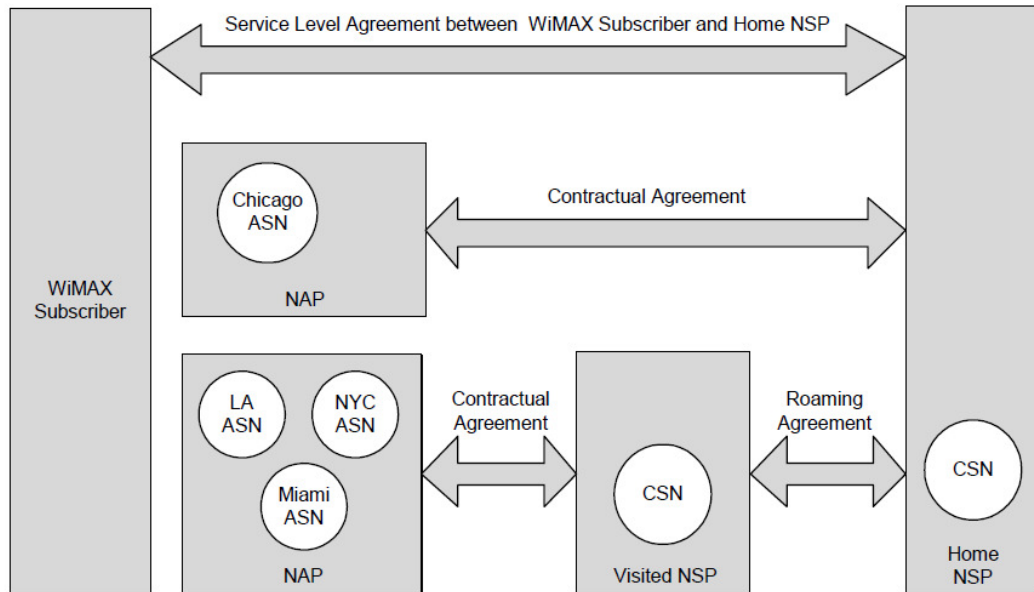 Service Level Agreement between WiMAX Subscriber and Home NSP
WiMAX
Subscriber
Chicago
ASN
NAP
Contractual Agreement
LA
ASN
NYC
ASN
Miami
ASN
NAP
Contractual
Agreement
CSN
Visited NSP
Roaming
Agreement
CSN
Home
NSP